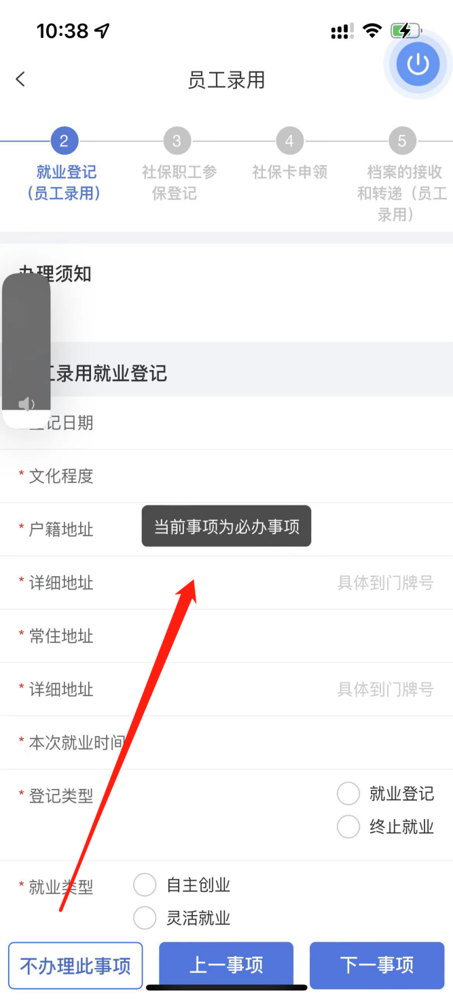 10:38
员工录用
2
3
4
5
就业登记
（员工录用）
社保职工参
保登记
社保卡申领
档案的接收
和转递（员工
录用）
办理须知
工录用就业登记
记日期
* 文化程度
* 户籍地址
当前事项为必办事项
* 详细地址 具体到门牌号
* 常住地址
* 详细地址 具体到门牌号
* 本次就业时间
* 登记类型
就业登记
终止就业
* 就业类型
自主创业
灵活就业
不办理此事项 上一事项 下一事项